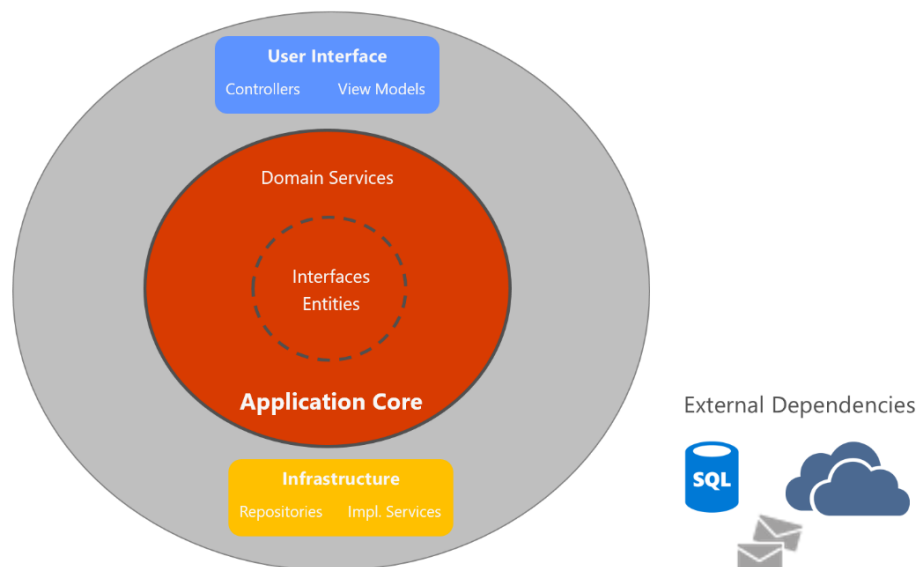 User Interface
Controllers View Models
Domain Services
Interfaces
Entities
Application Core
Infrastructure
Repositories Impl. Services
External Dependencies
SQL